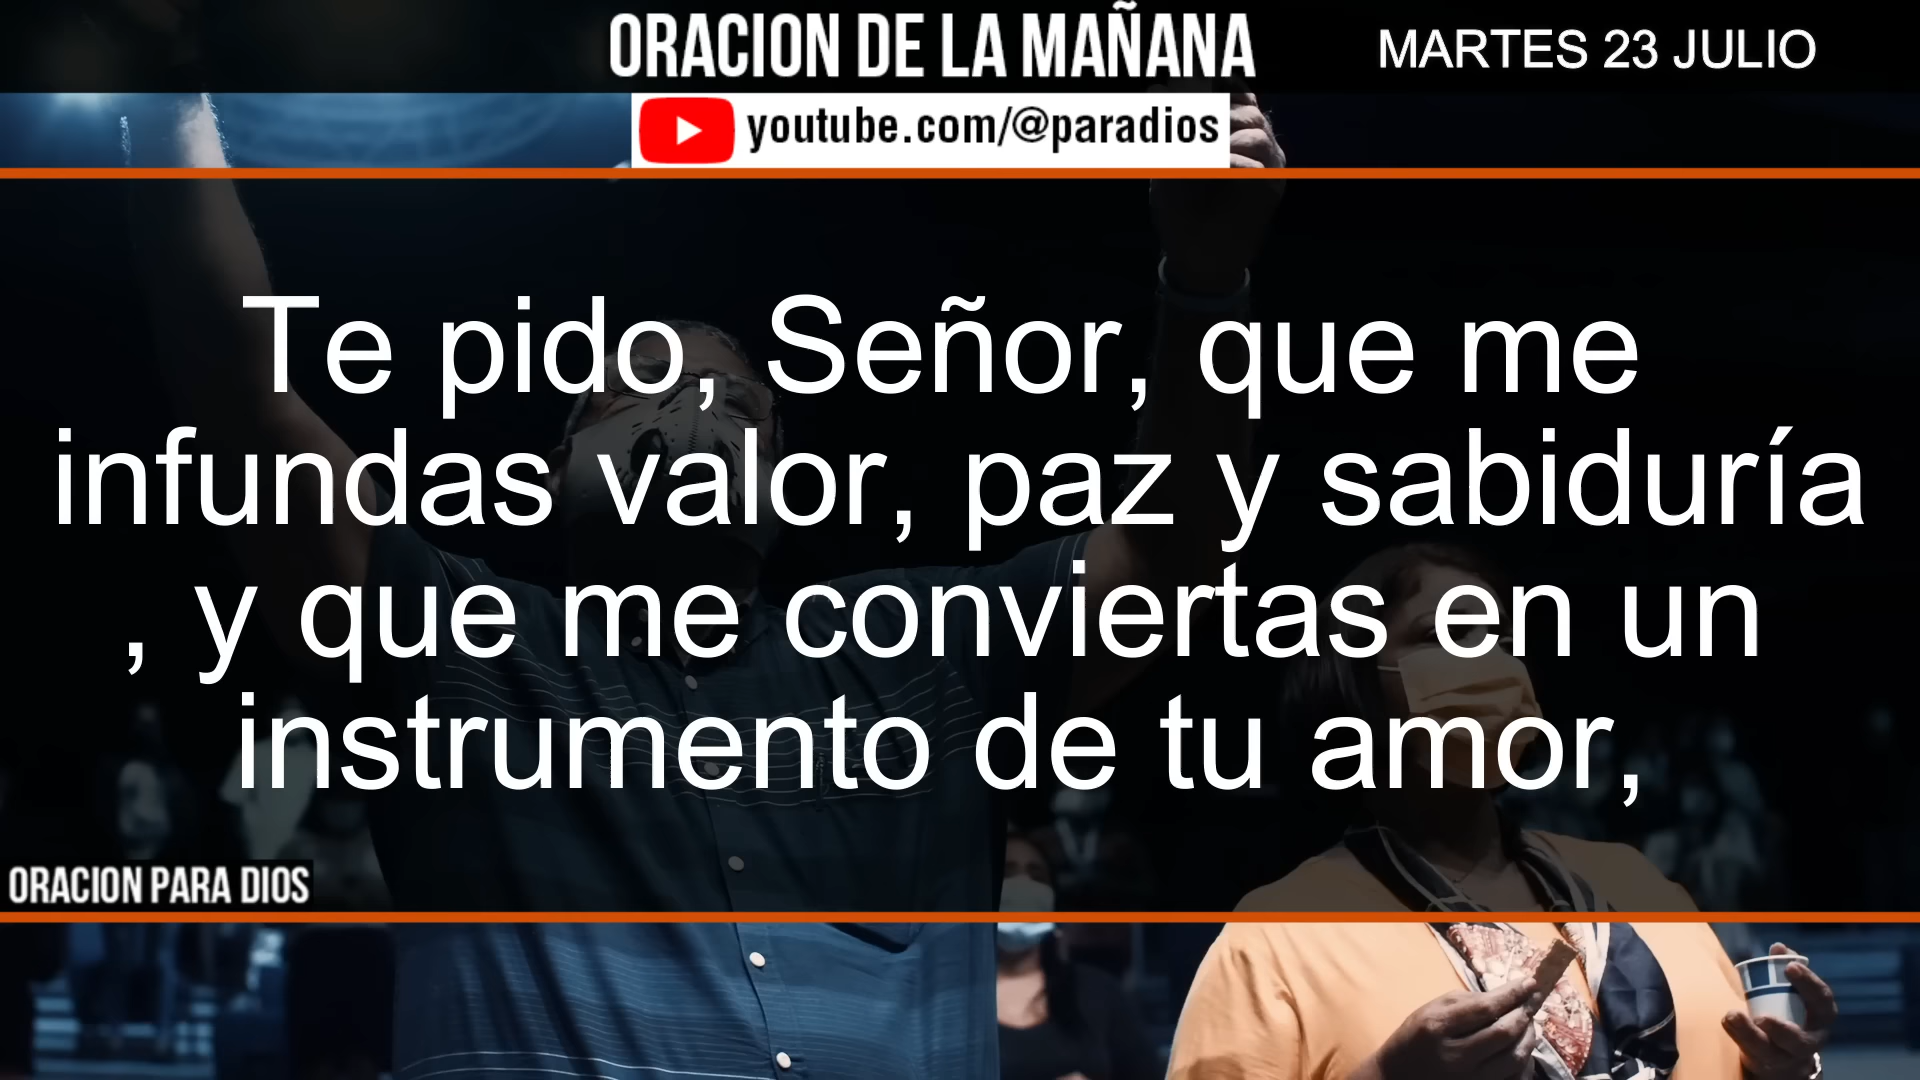 ORACION DE LA MAÑANA
MARTES 23 JULIO
youtube.com/@paradios
Te pido, Señor, que me
infundas valor, paz y sabiduría
, y que me conviertas en un
instrumento de tu amor,
ORACION PARA DIOS